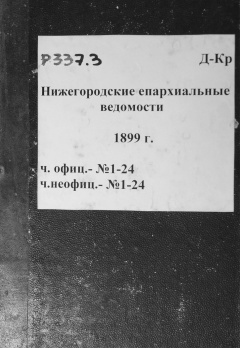 Р337.3 Д-Кр
Нижегородские епархиальные
ведомости
1899 г.
ч. офиц.- №1-24
ч.неофиц.- №1-24